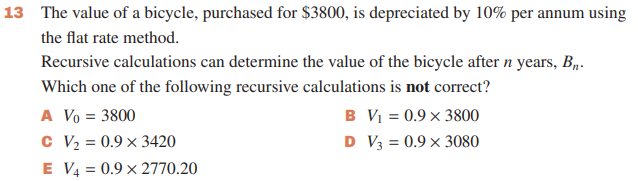 13 The value of a bicycle, purchased for $3800, is depreciated by 10% per annum using
the flat rate method.
Recursive calculations can determine the value of the bicycle after n years, Bₙ.
Which one of the following recursive calculations is not correct?
A V₀ = 3800 B V₁ = 0.9 × 3800
C V₂ = 0.9 × 3420 D V₃ = 0.9 × 3080
E V₄ = 0.9 × 2770.20